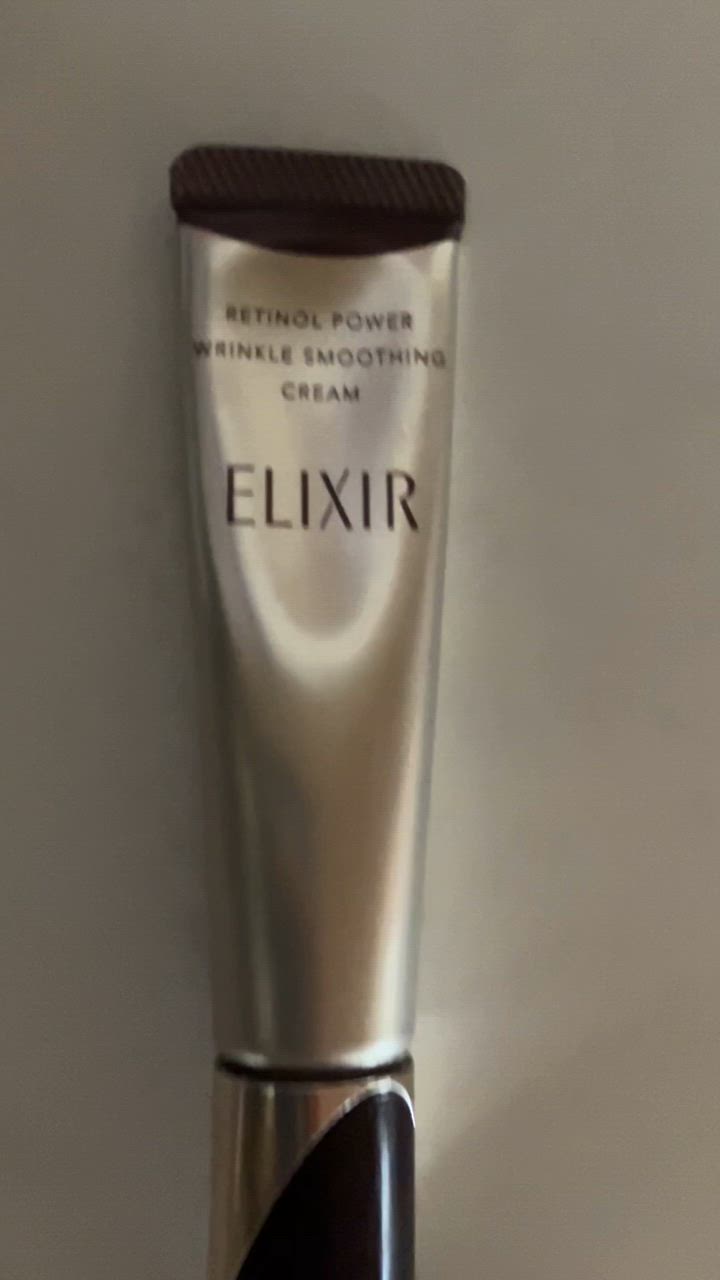 RETINOL POWER
WRINKLE SMOOTHING
CREAM
ELIXIR